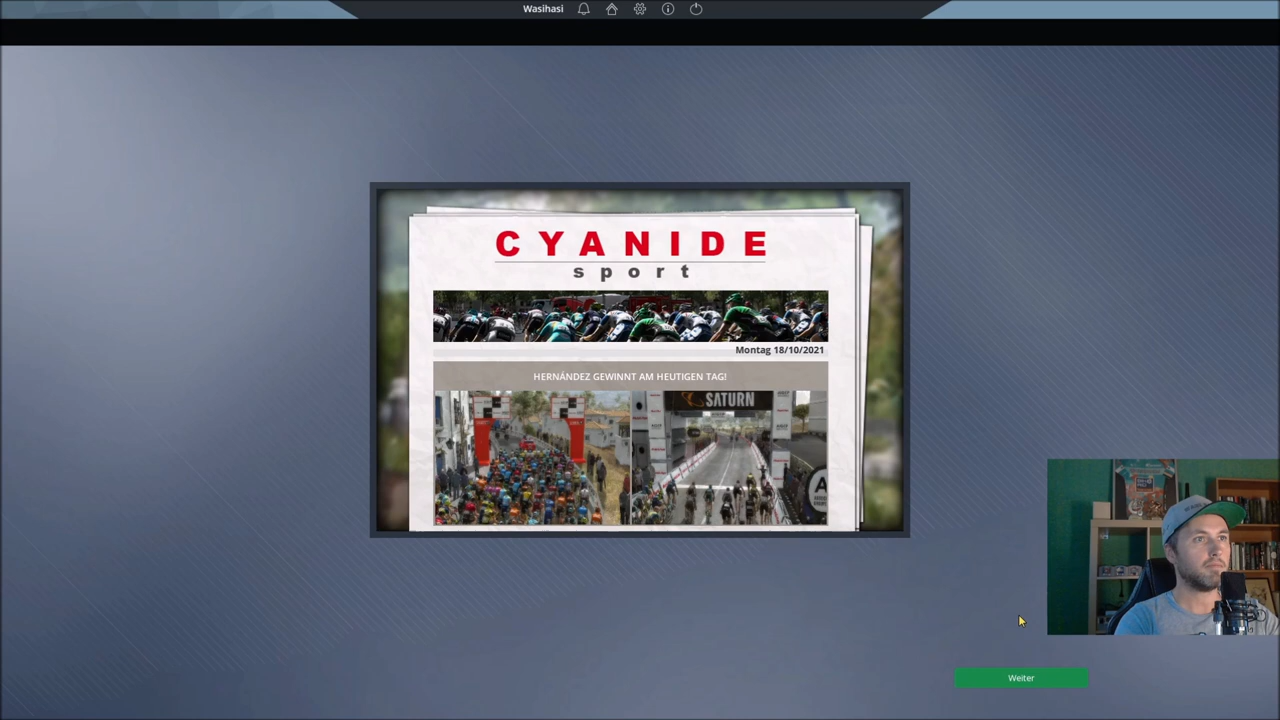 Wasihasi
CYANIDE
sport
Montag 18/10/2021
HERNÁNDEZ GEWINNT AM HEUTIGEN TAG!
SATURN
Weiter